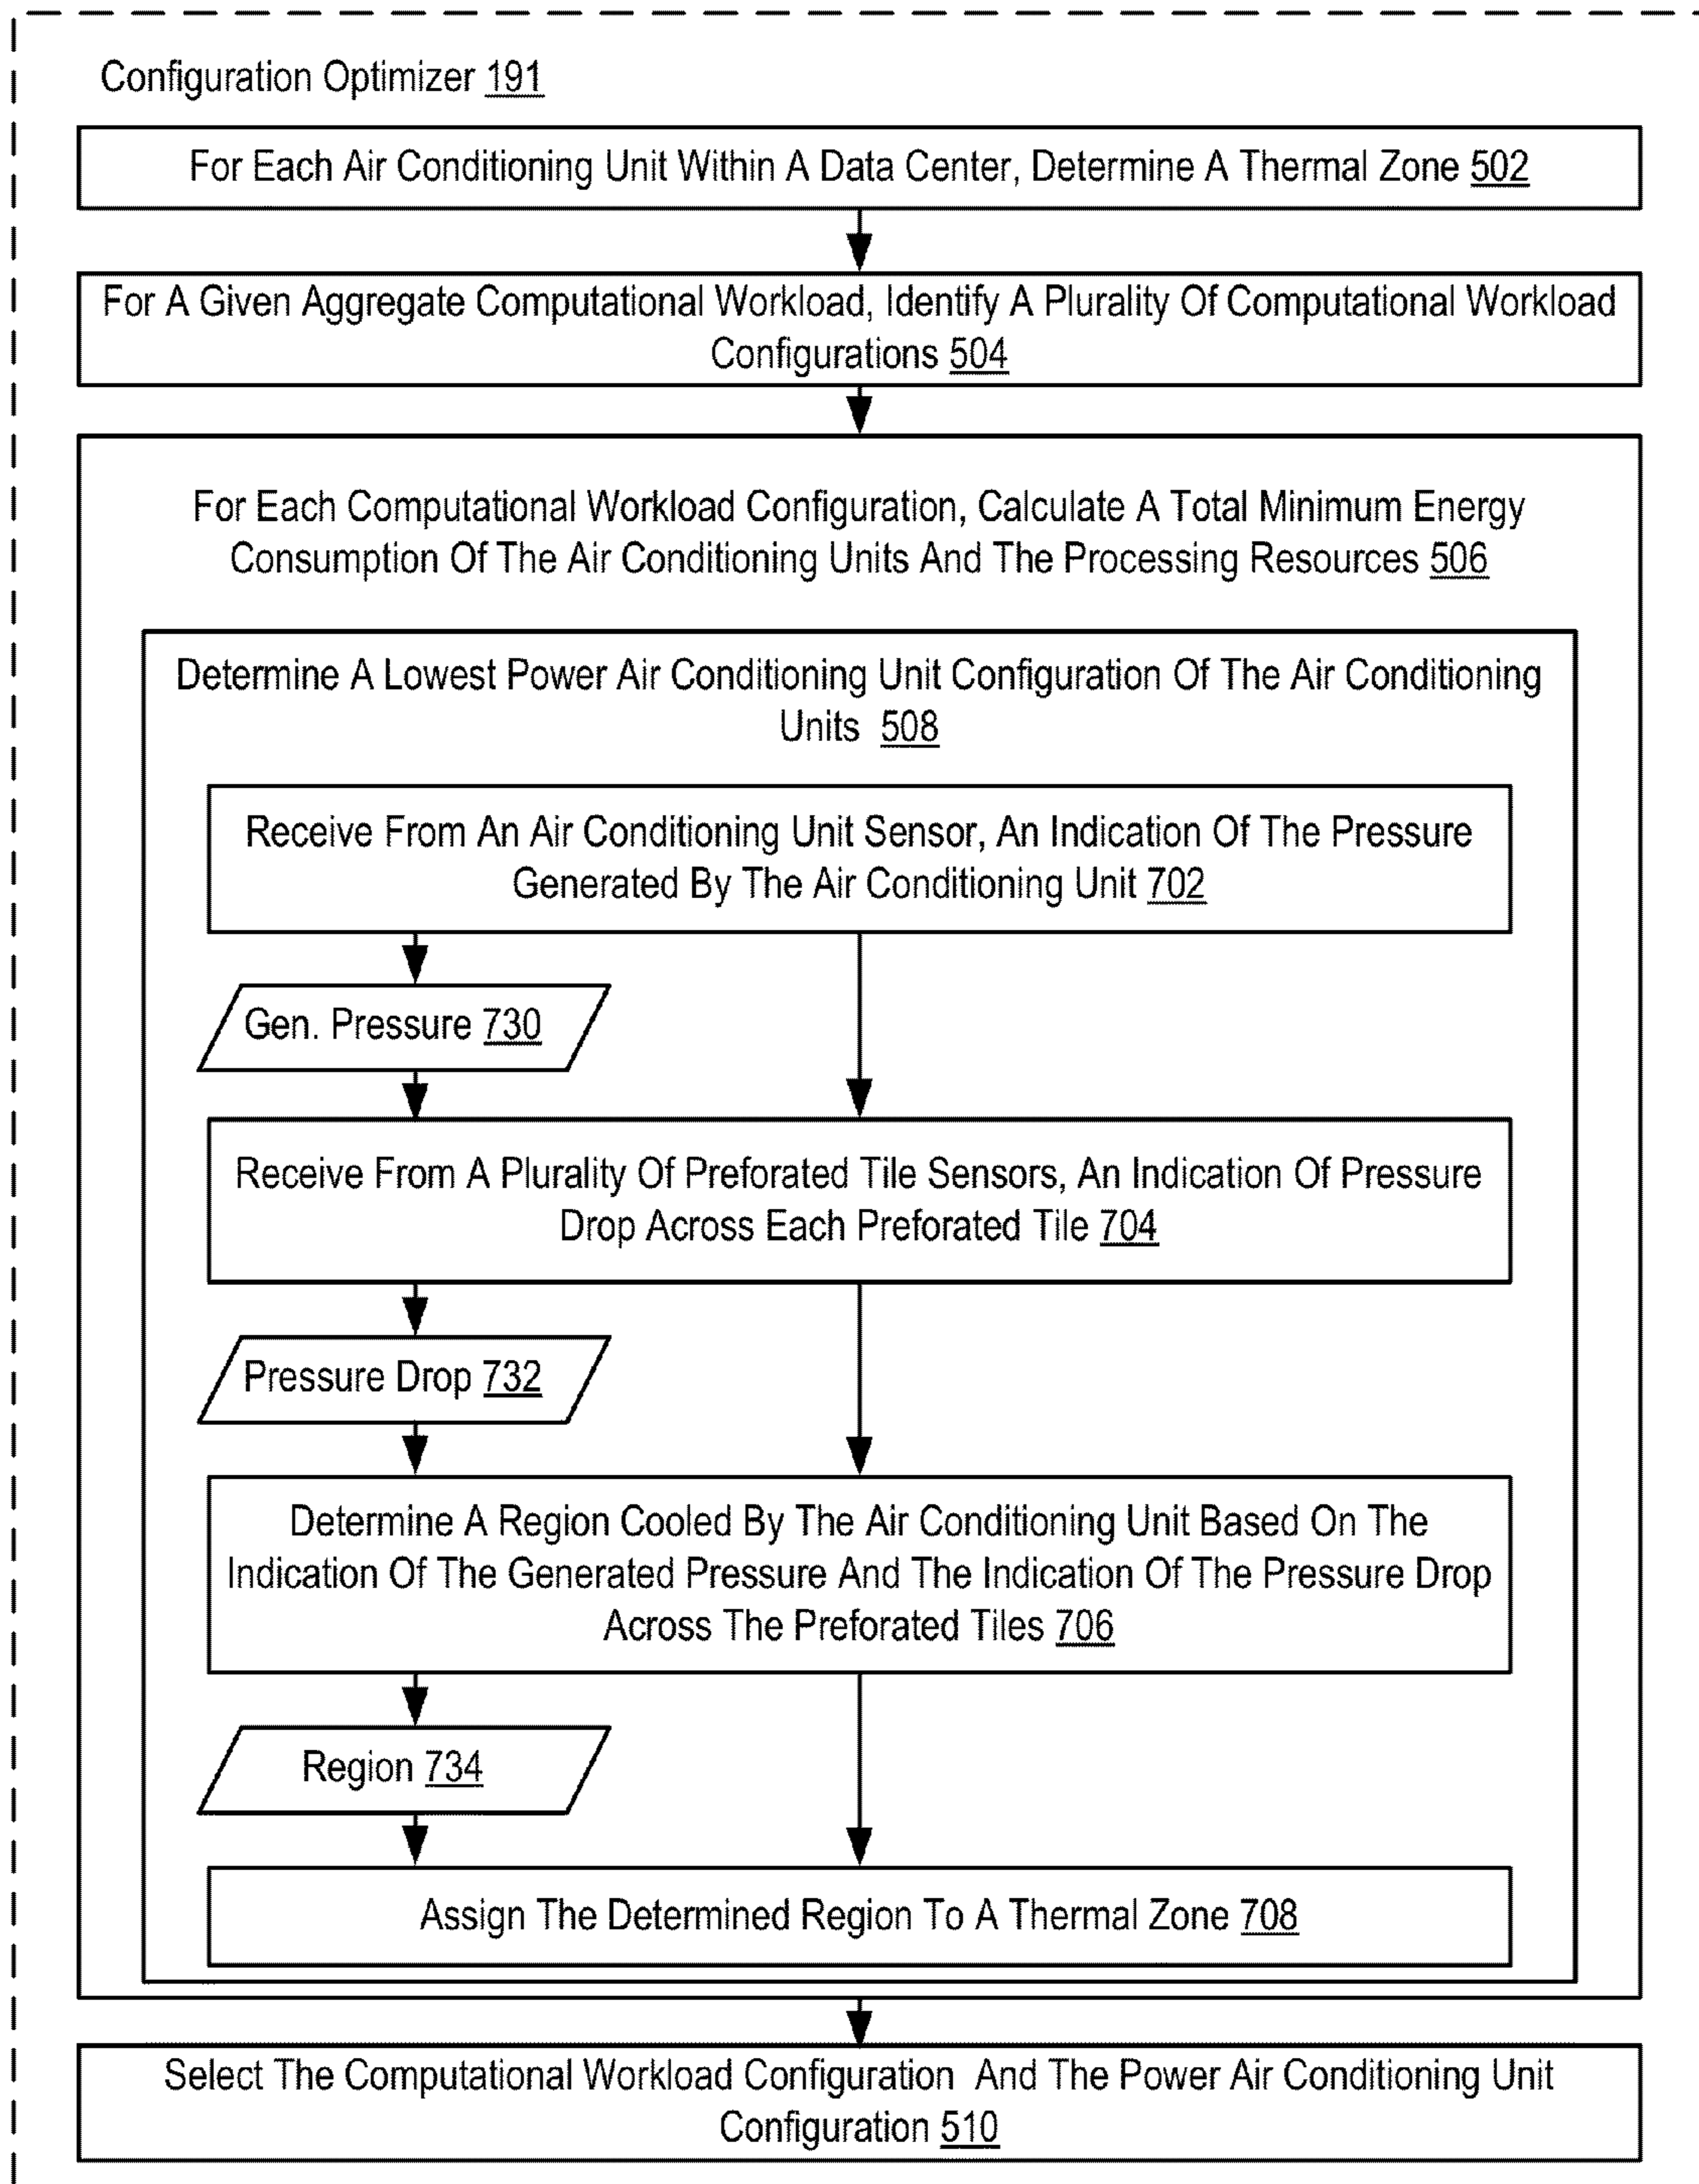 Configuration Optimizer 191
For Each Air Conditioning Unit Within A Data Center, Determine A Thermal Zone 502
For A Given Aggregate Computational Workload, Identify A Plurality Of Computational Workload
Configurations 504
For Each Computational Workload Configuration, Calculate A Total Minimum Energy
Consumption Of The Air Conditioning Units And The Processing Resources 506
Determine A Lowest Power Air Conditioning Unit Configuration Of The Air Conditioning
Units 508
Receive From An Air Conditioning Unit Sensor, An Indication Of The Pressure
Generated By The Air Conditioning Unit 702
Gen. Pressure 730
Receive From A Plurality Of Preforated Tile Sensors, An Indication Of Pressure
Drop Across Each Preforated Tile 704
Pressure Drop 732
Determine A Region Cooled By The Air Conditioning Unit Based On The
Indication Of The Generated Pressure And The Indication Of The Pressure Drop
Across The Preforated Tiles 706
Region 734
Assign The Determined Region To A Thermal Zone 708
Select The Computational Workload Configuration And The Power Air Conditioning Unit
Configuration 510